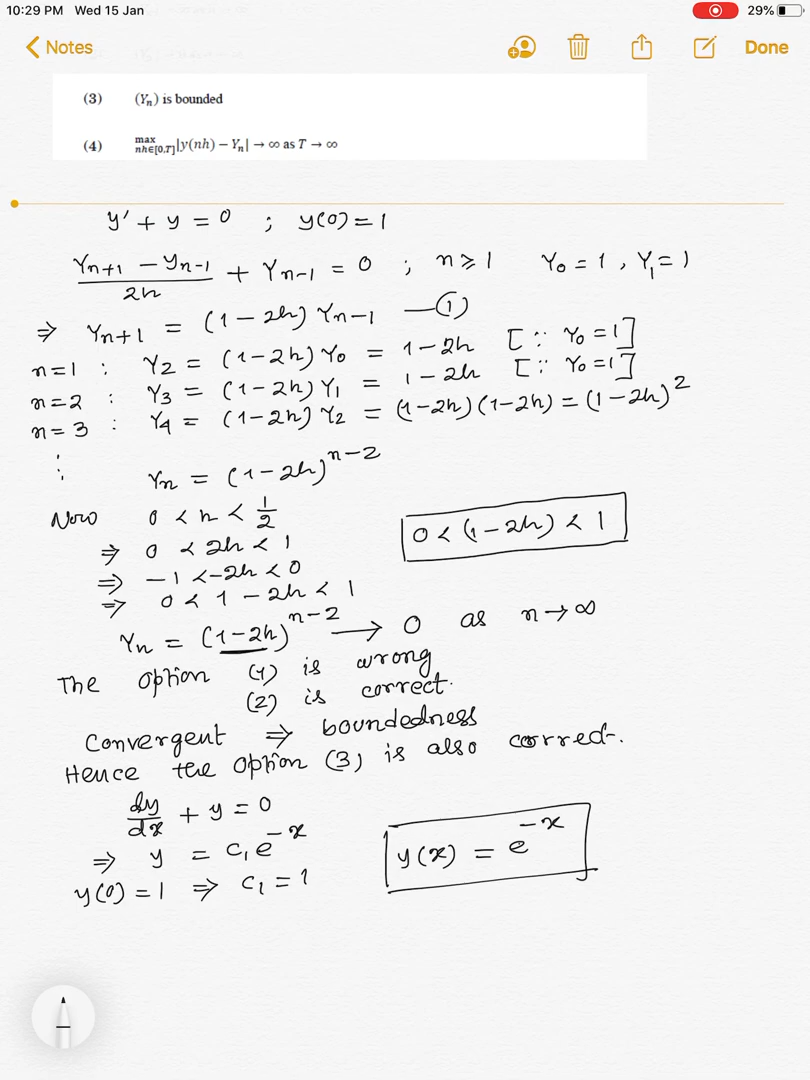 10:29 PM Wed 15 Jan
29%
Notes
Done
(3) (Yₙ) is bounded
(4) max nh∈[0,T] |y(nh) − Yₙ| → ∞ as T → ∞
y' + y = 0 ; y(0) = 1
(Yn+1 − Yn−1)/2h + Yn−1 = 0 ; n ≥ 1 Y0 = 1, Y1 = 1
⇒ Yn+1 = (1 − 2h) Yn−1 —①
n=1 : Y2 = (1−2h) Y0 = 1−2h [∵ Y0 = 1]
n=2 : Y3 = (1−2h) Y1 = 1−2h [∵ Y0 = 1]
n=3 : Y4 = (1−2h) Y2 = (1−2h)(1−2h) = (1−2h)²
⋮ Yn = (1−2h)^n−2
Now 0 < h < 1/2
⇒ 0 < 2h < 1
0 < (1−2h) < 1
⇒ −1 < −2h < 0
⇒ 0 < 1 − 2h < 1
Yn = (1−2h)^n−2 → 0 as n → ∞
The option (1) is wrong
(2) is correct.
Convergent ⇒ boundedness
Hence the option (3) is also correct.
dy/dx + y = 0
⇒ y = c₁e^−x
y(x) = e^−x
y(0) = 1 ⇒ c₁ = 1